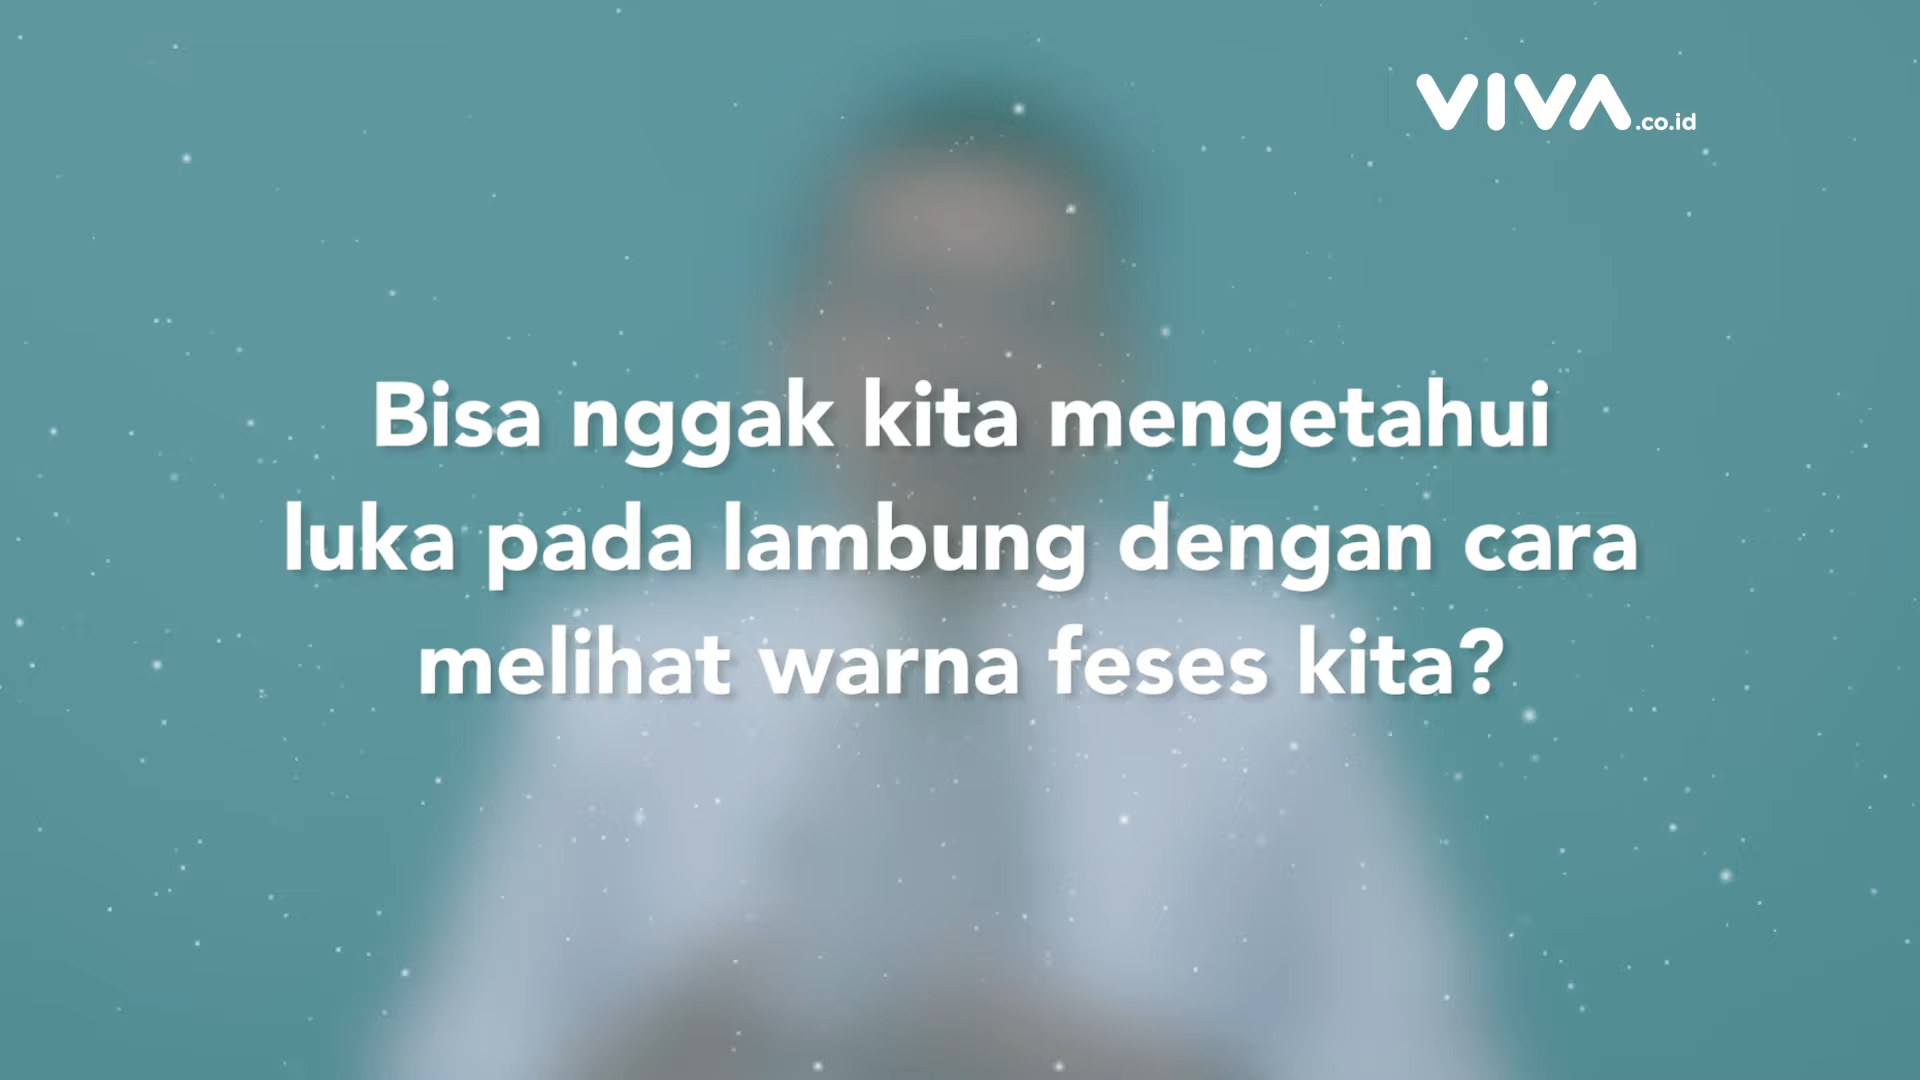 VIVA.co.id
Bisa nggak kita mengetahui
luka pada lambung dengan cara
melihat warna feses kita?